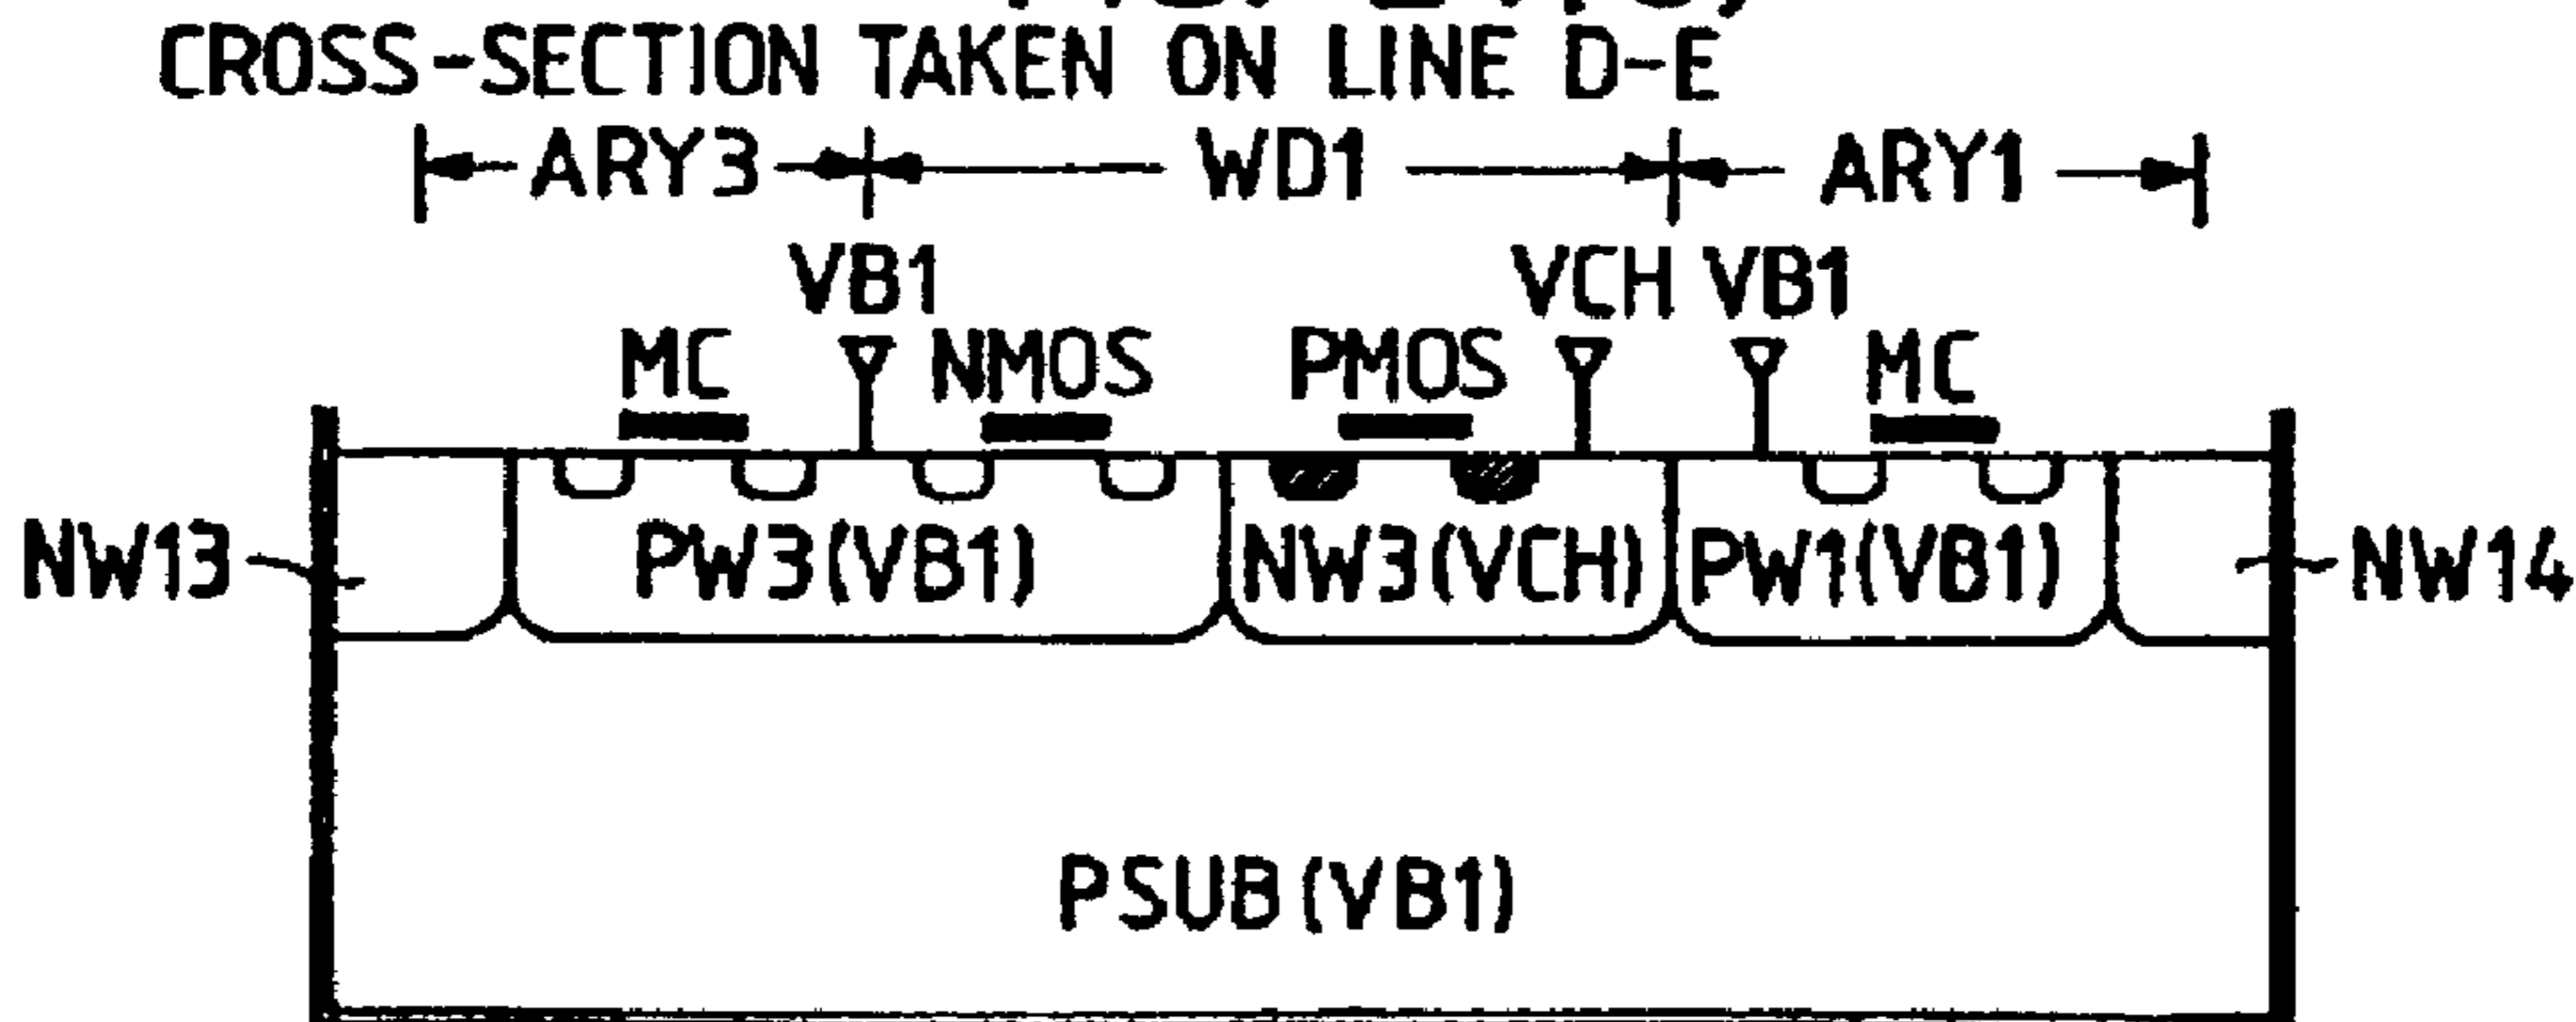 CROSS-SECTION TAKEN ON LINE D-E
ARY3 WD1 ARY1
VB1 VCH VB1
MC NMOS PMOS MC
NW13 PW3(VB1) NW3(VCH) PW1(VB1) NW14
PSUB(VB1)